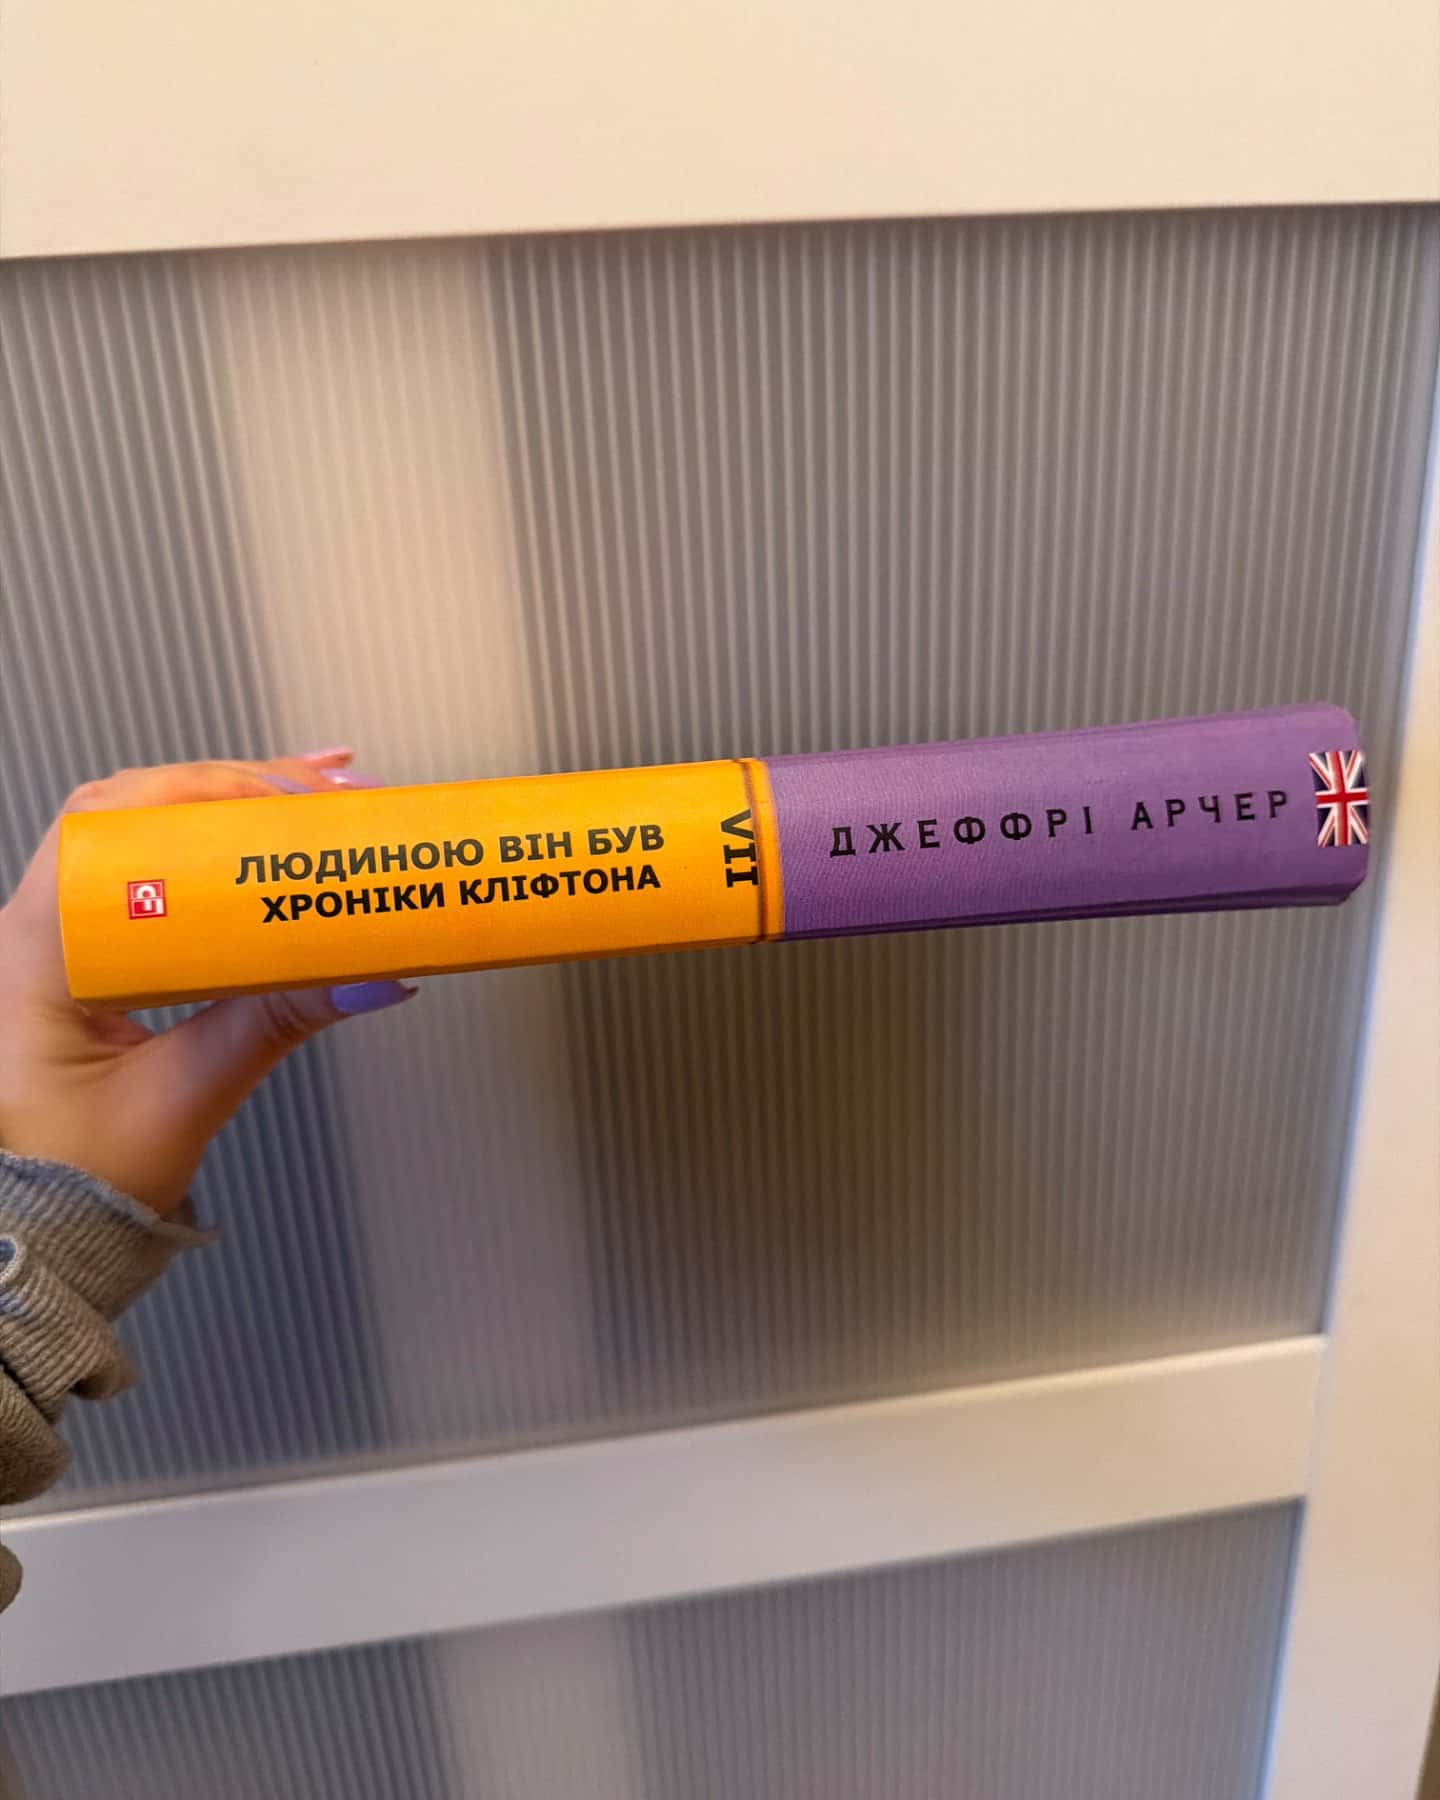 ЛЮДИНОЮ ВІН БУВ
ХРОНІКИ КЛІФТОНА
VII
ДЖЕФФРІ АРЧЕР